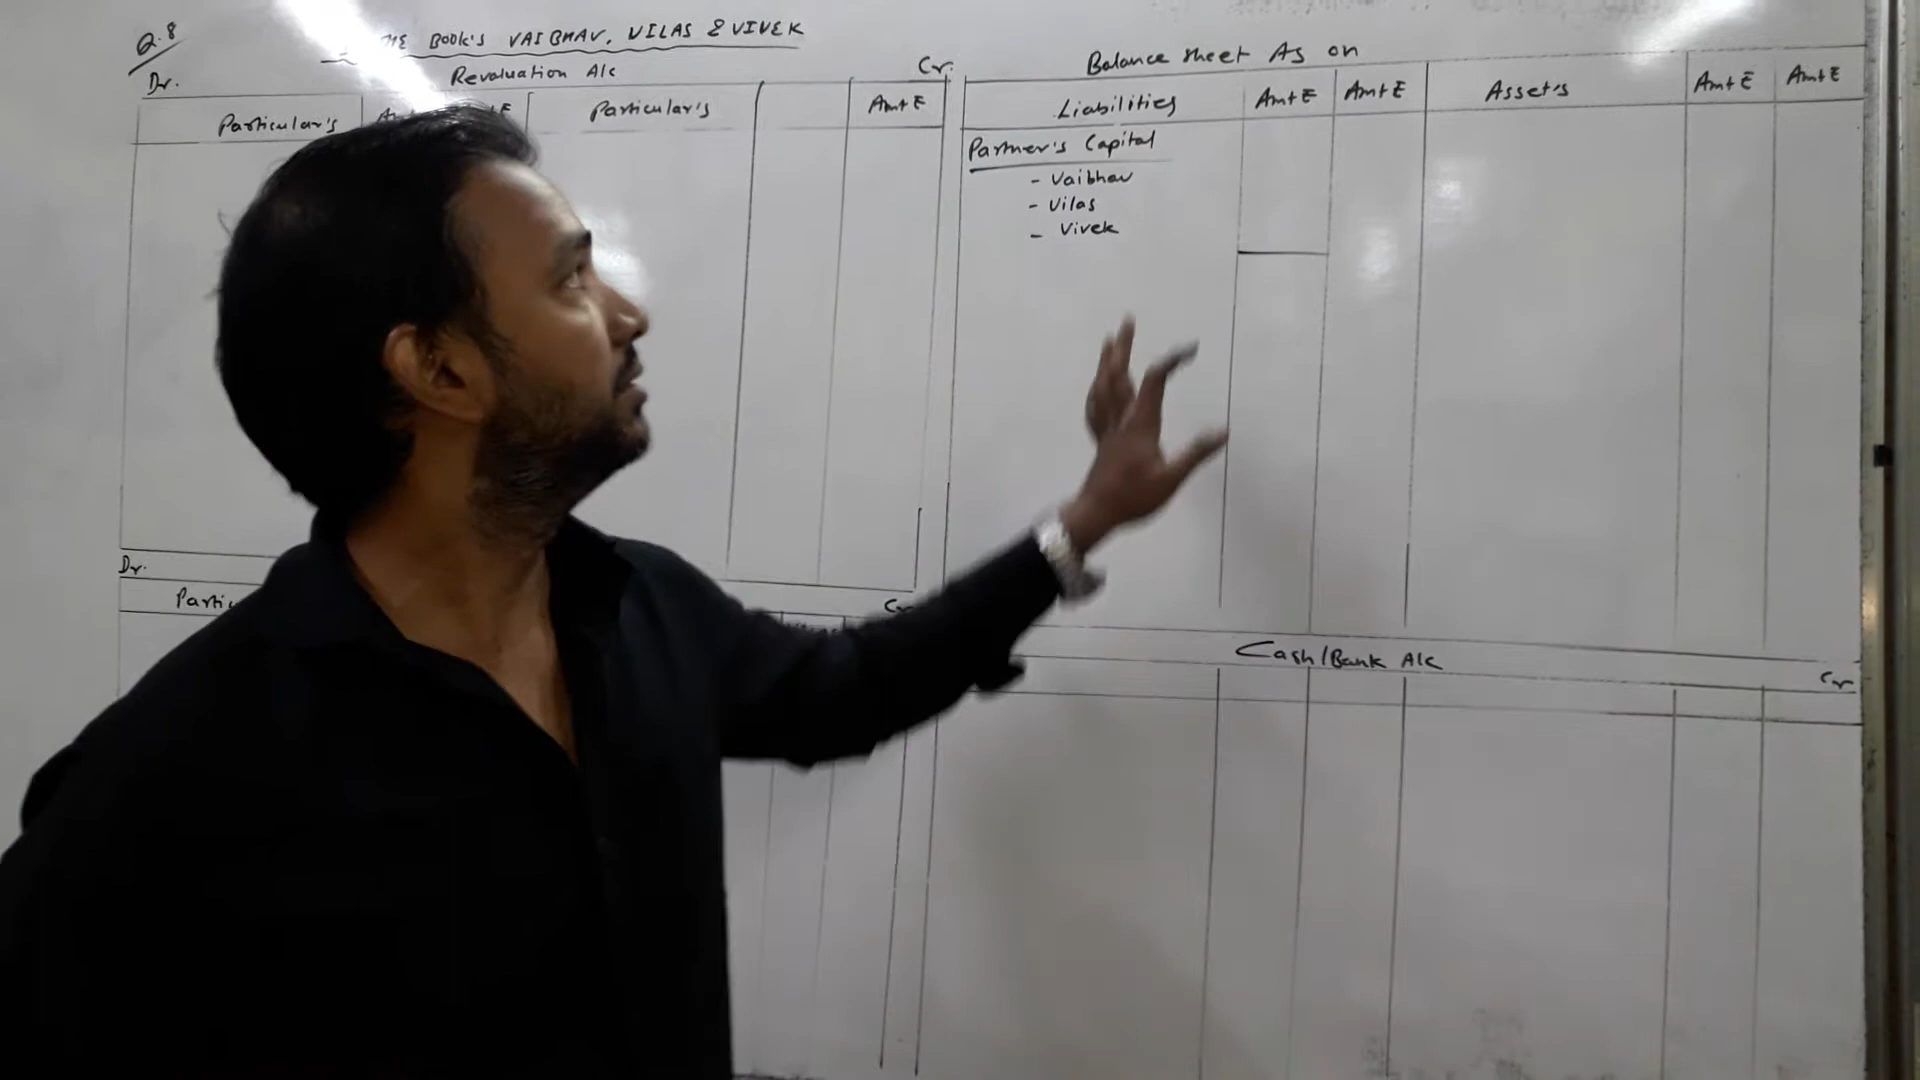 Q.8
BOOK'S VAIBHAV, VILAS & VIVEK
Dr. Revaluation A/c Cr.
Particular's Particular's Amt ₹
Balance sheet As on
Liabilities Amt ₹ Amt ₹ Asset's Amt ₹ Amt ₹
Partner's Capital
- Vaibhav
- Vilas
- Vivek
Dr. Cr
Cash/Bank A/c
Cr